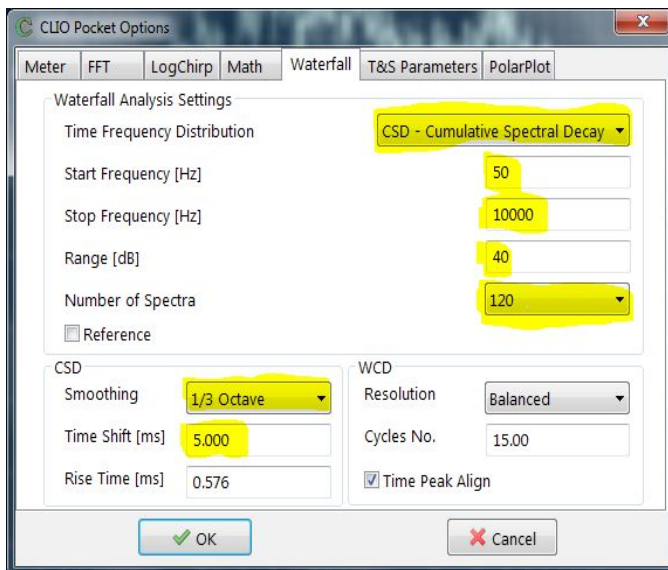 CLIO Pocket Options
x
Meter FFT LogChirp Math Waterfall T&S Parameters PolarPlot
Waterfall Analysis Settings
Time Frequency Distribution CSD - Cumulative Spectral Decay
Start Frequency [Hz] 50
Stop Frequency [Hz] 10000
Range [dB] 40
Number of Spectra 120
Reference
CSD
Smoothing 1/3 Octave
Time Shift [ms] 5.000
Rise Time [ms] 0.576
WCD
Resolution Balanced
Cycles No. 15.00
Time Peak Align
OK Cancel